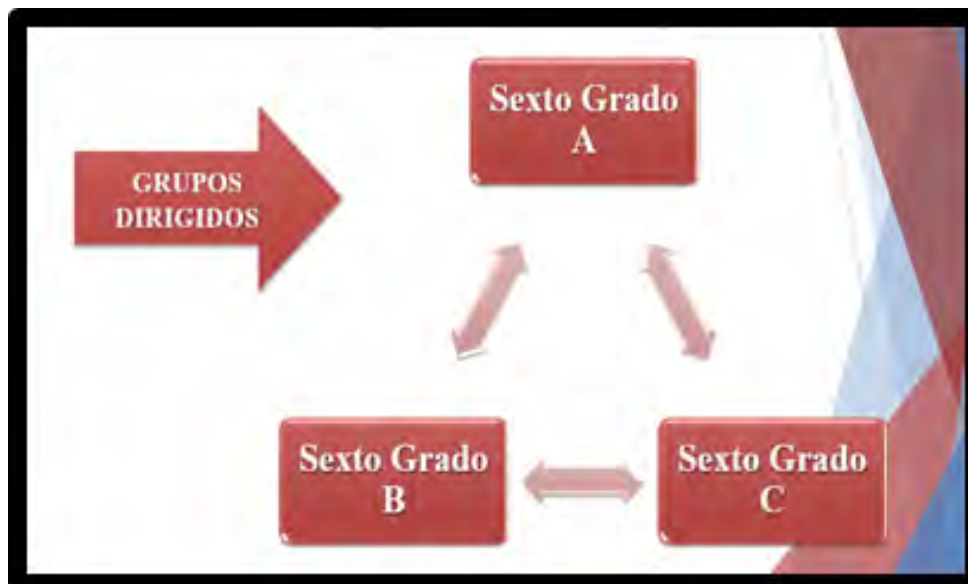 Sexto Grado
A
GRUPOS
DIRIGIDOS
Sexto Grado
B
Sexto Grado
C